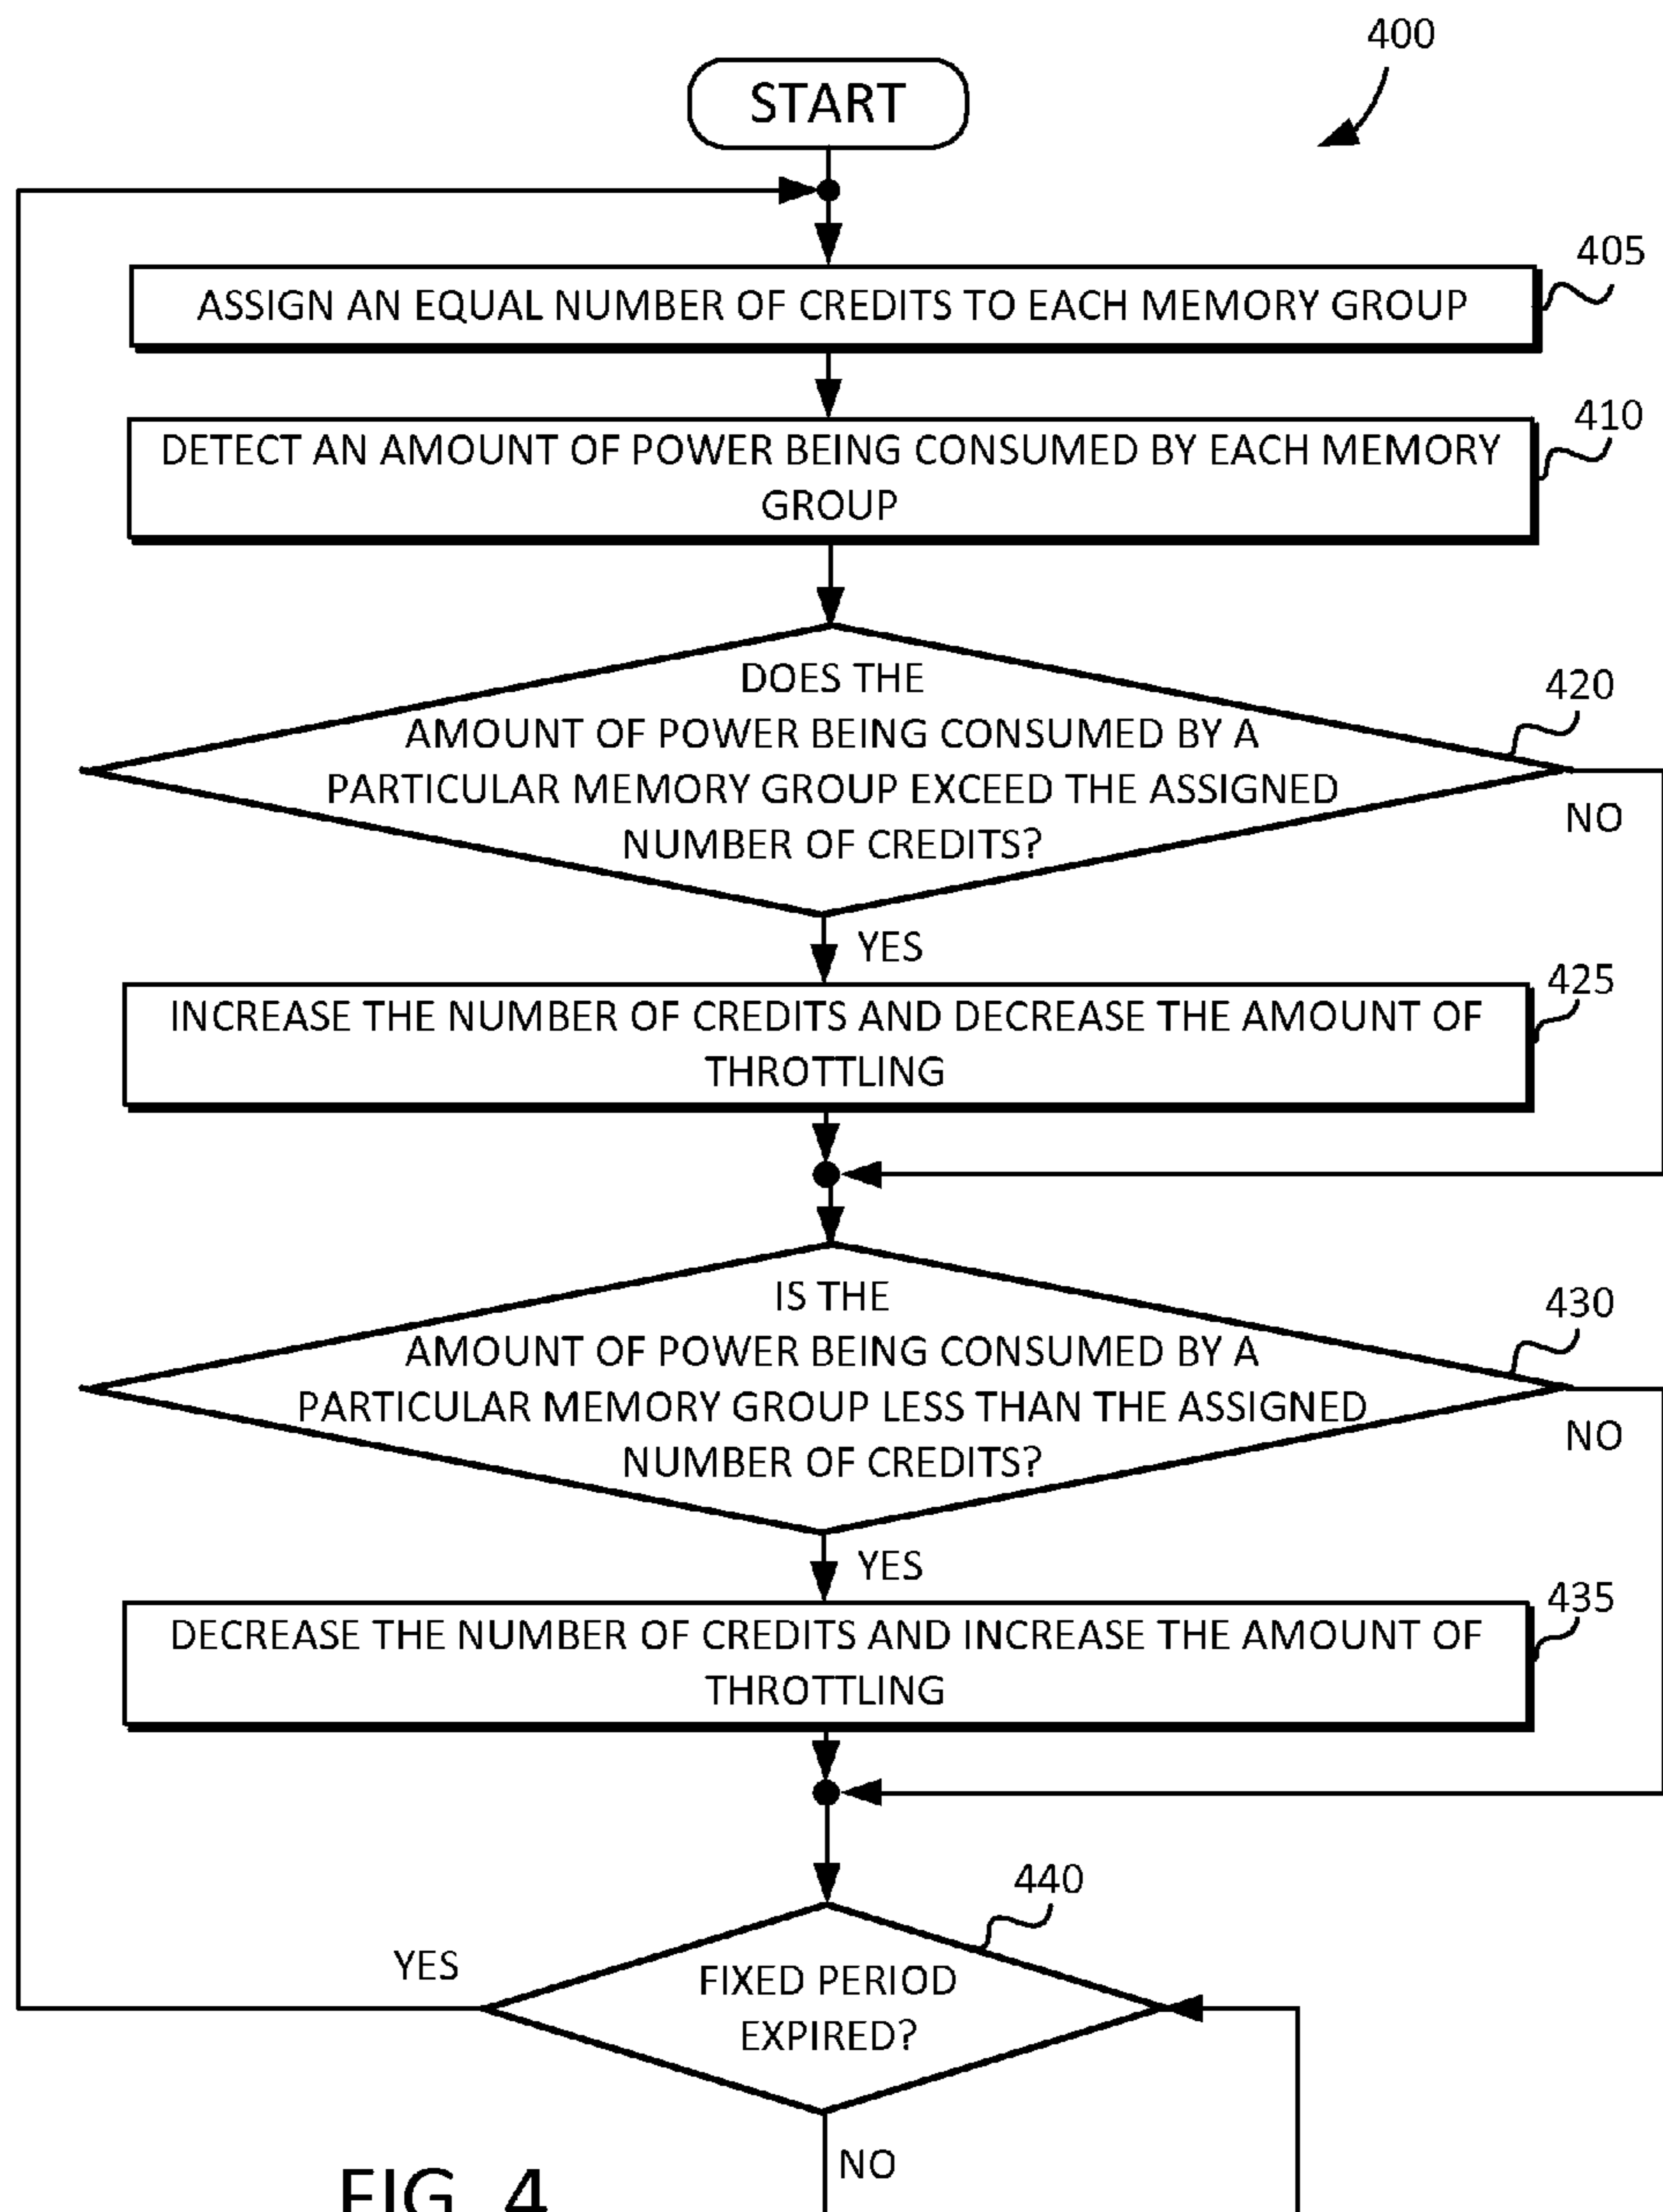 400
START
405
ASSIGN AN EQUAL NUMBER OF CREDITS TO EACH MEMORY GROUP
410
DETECT AN AMOUNT OF POWER BEING CONSUMED BY EACH MEMORY
GROUP
420
DOES THE
AMOUNT OF POWER BEING CONSUMED BY A
PARTICULAR MEMORY GROUP EXCEED THE ASSIGNED
NUMBER OF CREDITS?
NO
YES
425
INCREASE THE NUMBER OF CREDITS AND DECREASE THE AMOUNT OF
THROTTLING
430
IS THE
AMOUNT OF POWER BEING CONSUMED BY A
PARTICULAR MEMORY GROUP LESS THAN THE ASSIGNED
NUMBER OF CREDITS?
NO
YES
435
DECREASE THE NUMBER OF CREDITS AND INCREASE THE AMOUNT OF
THROTTLING
440
YES
FIXED PERIOD
EXPIRED?
NO
FIG. 4